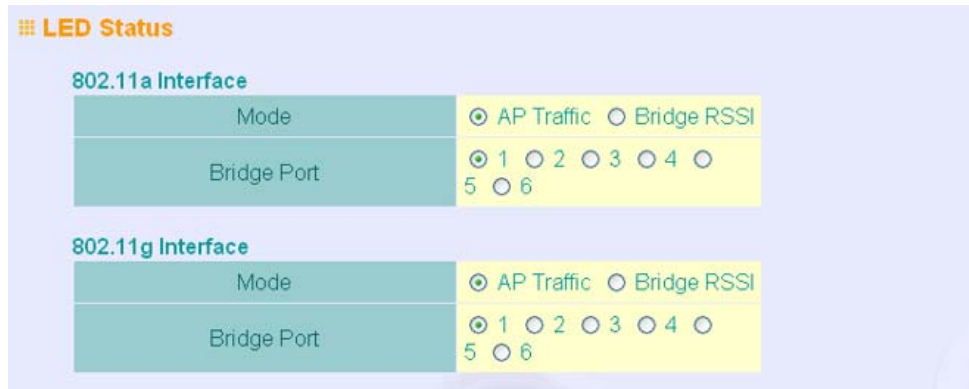 LED Status
802.11a Interface
Mode AP Traffic Bridge RSSI
Bridge Port 1 2 3 4
5 6
802.11g Interface
Mode AP Traffic Bridge RSSI
Bridge Port 1 2 3 4
5 6